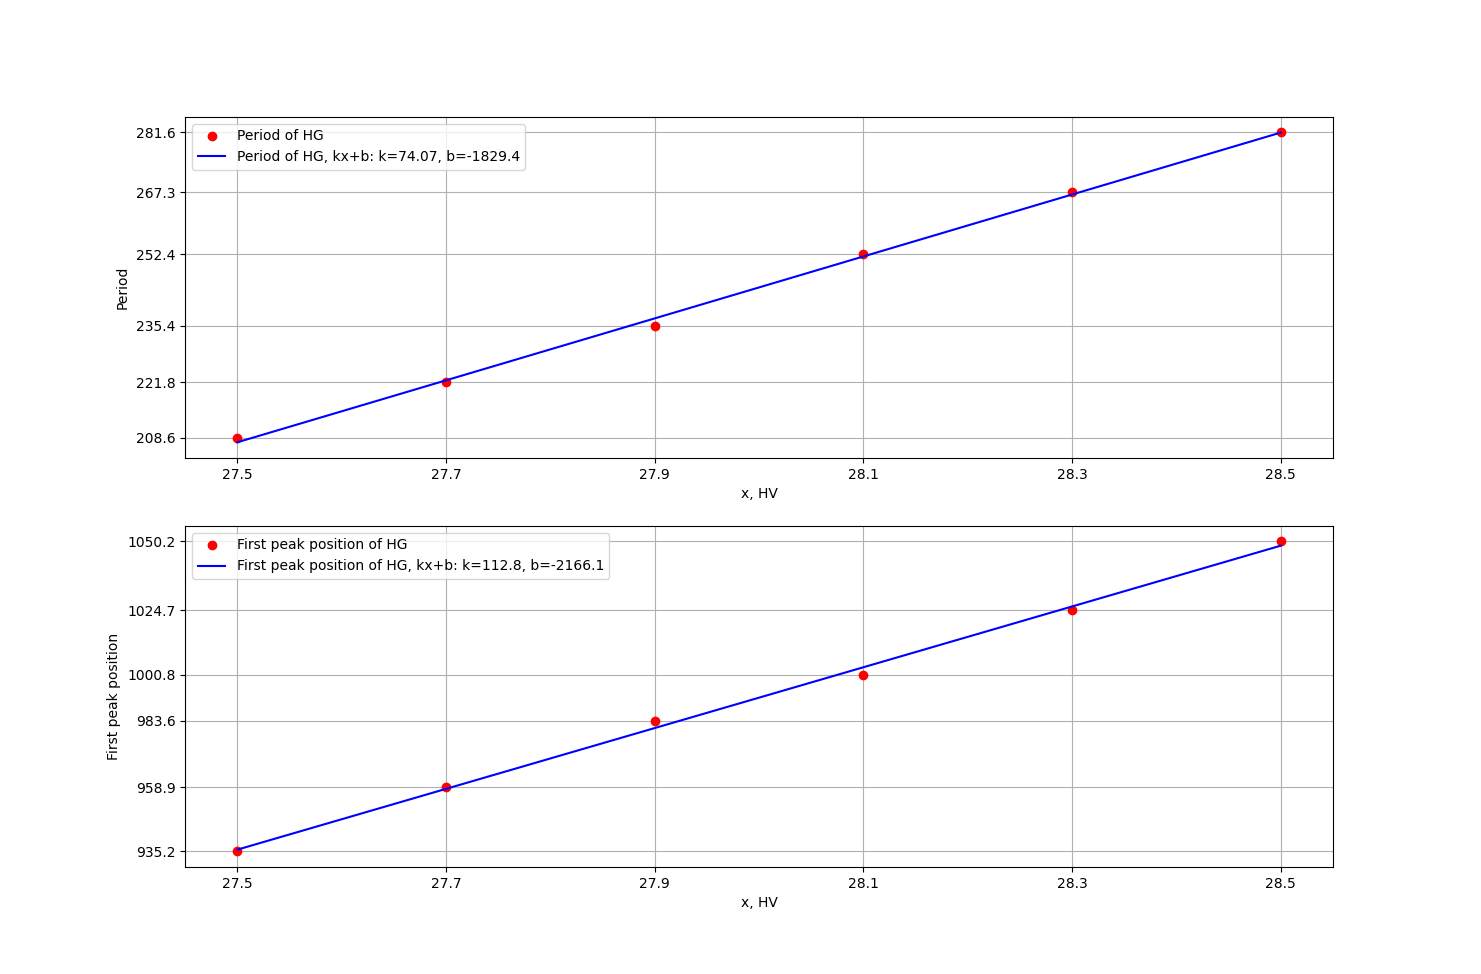 Period of HG
Period of HG, kx+b: k=74.07, b=-1829.4
281.6
267.3
252.4
235.4
221.8
208.6
Period
27.5 27.7 27.9 28.1 28.3 28.5
x, HV
First peak position of HG
First peak position of HG, kx+b: k=112.8, b=-2166.1
1050.2
1024.7
1000.8
983.6
958.9
935.2
First peak position
27.5 27.7 27.9 28.1 28.3 28.5
x, HV